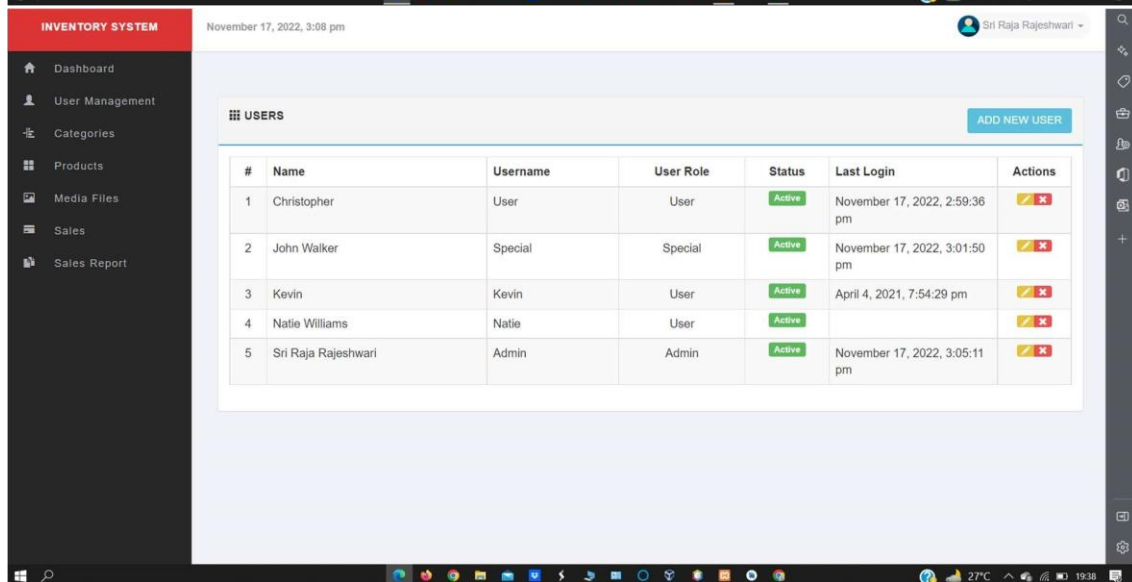 INVENTORY SYSTEM
November 17, 2022, 3:08 pm
Sri Raja Rajeshwari
Dashboard
User Management
Categories
Products
Media Files
Sales
Sales Report
USERS
ADD NEW USER
# Name Username User Role Status Last Login Actions
1 Christopher User User Active November 17, 2022, 2:59:36
pm
2 John Walker Special Special Active November 17, 2022, 3:01:50
pm
3 Kevin Kevin User Active April 4, 2021, 7:54:29 pm
4 Natie Williams Natie User Active
5 Sri Raja Rajeshwari Admin Admin Active November 17, 2022, 3:05:11
pm
27°C 19:38